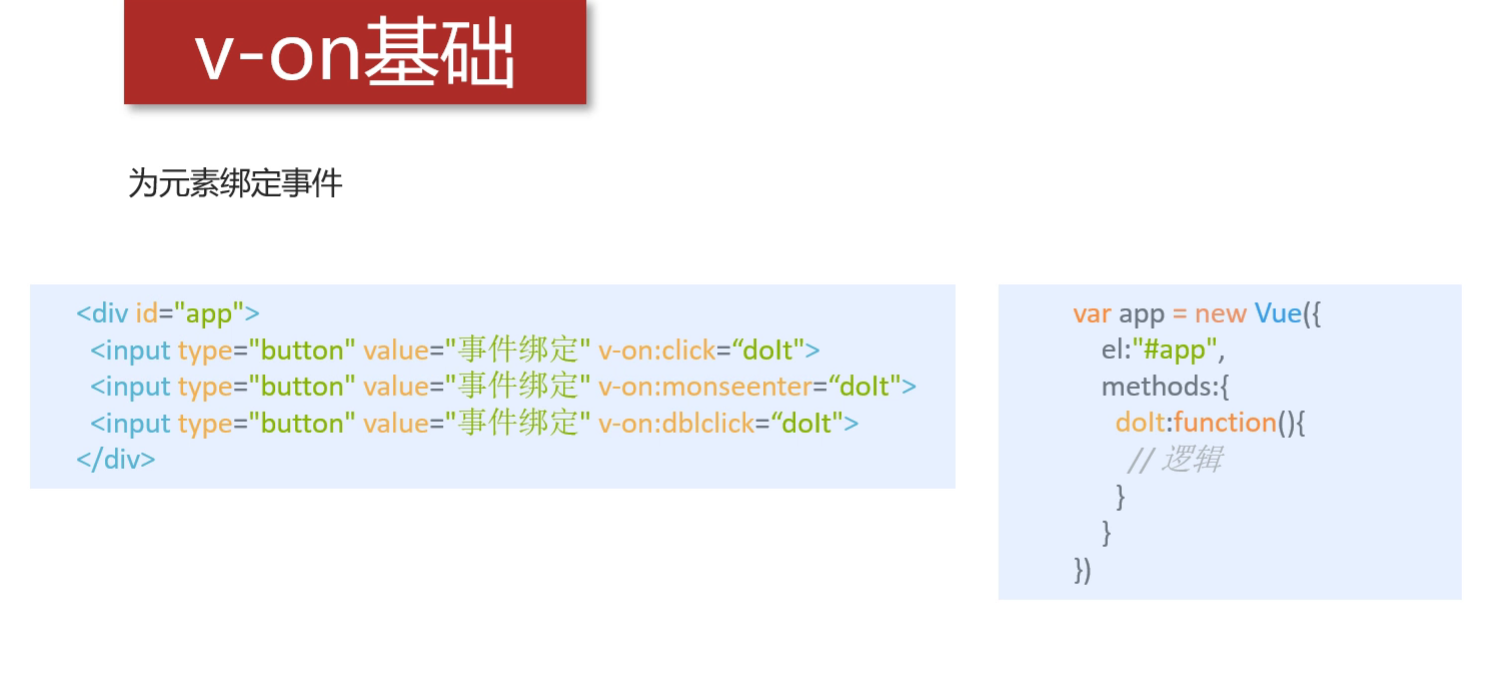 v-on基础
为元素绑定事件
<div id="app">
<input type="button" value="事件绑定" v-on:click=“doIt">
<input type="button" value="事件绑定" v-on:monseenter=“doIt">
<input type="button" value="事件绑定" v-on:dblclick=“doIt">
</div>
var app = new Vue({
el:"#app",
methods:{
doIt:function(){
// 逻辑
}
}
})